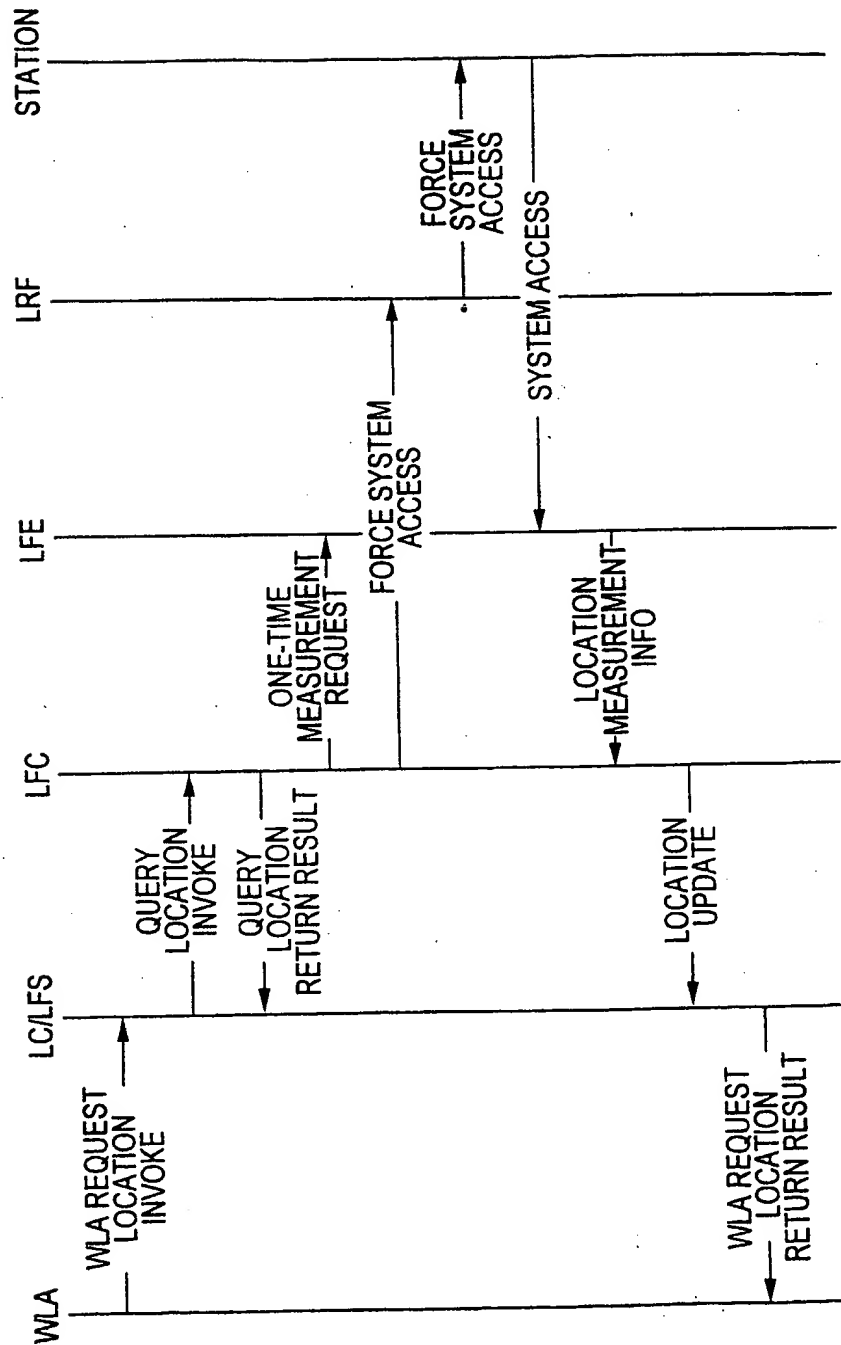 WLA
LC/LFS
LFC
LFE
LRF
STATION
WLA REQUEST
LOCATION
INVOKE
QUERY
LOCATION
INVOKE
QUERY
LOCATION
RETURN RESULT
ONE-TIME
MEASUREMENT
REQUEST
FORCE SYSTEM
ACCESS
FORCE
SYSTEM
ACCESS
SYSTEM ACCESS
LOCATION
MEASUREMENT
INFO
LOCATION
UPDATE
WLA REQUEST
LOCATION
RETURN RESULT